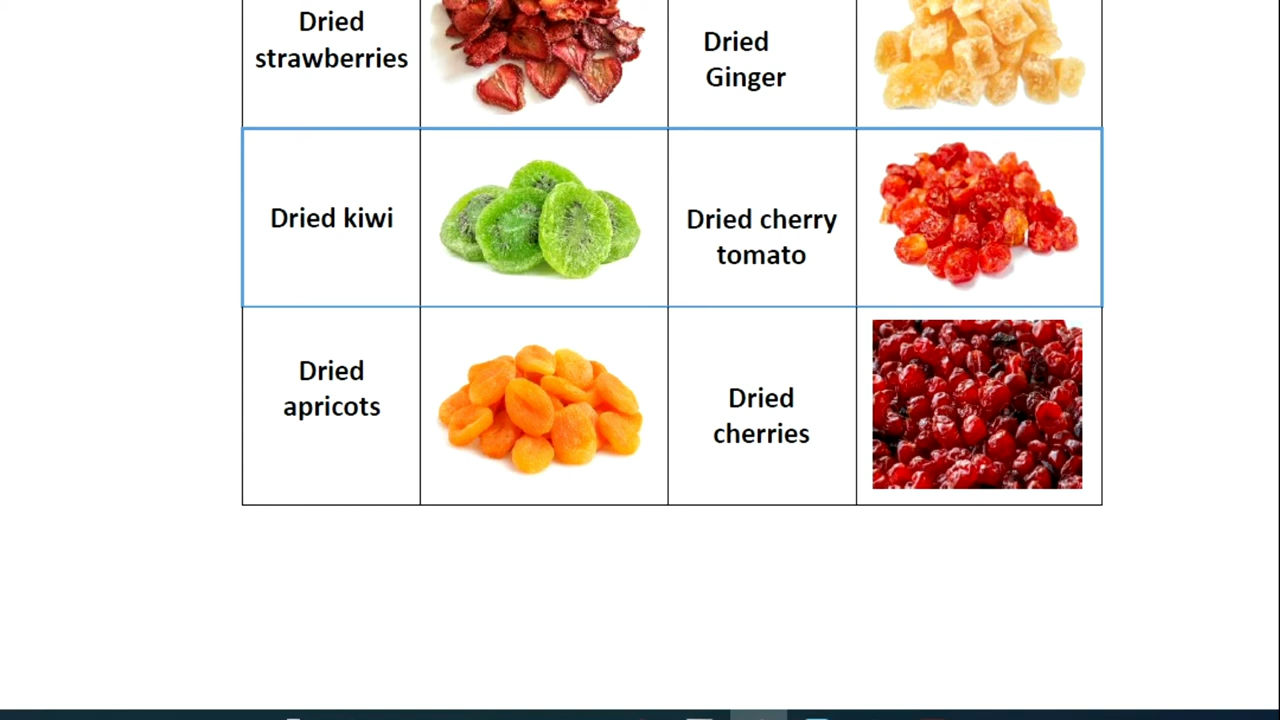 Dried
strawberries
Dried
Ginger
Dried kiwi
Dried cherry
tomato
Dried
apricots
Dried
cherries